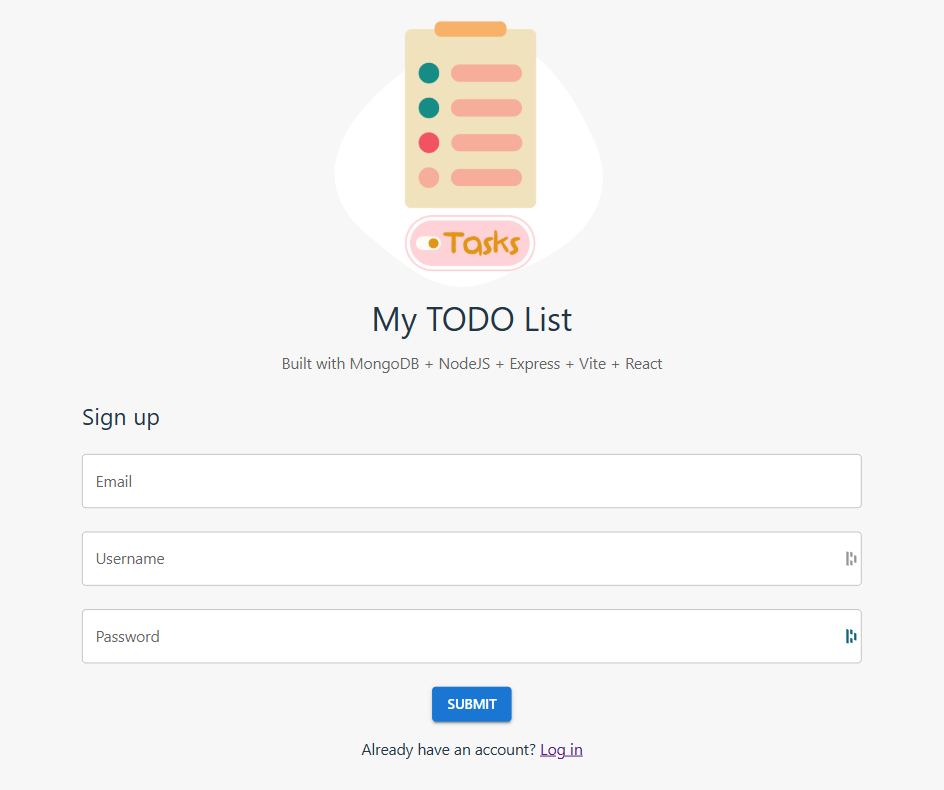 Tasks
My TODO List
Built with MongoDB + NodeJS + Express + Vite + React
Sign up
Email
Username
Password
SUBMIT
Already have an account? Log in